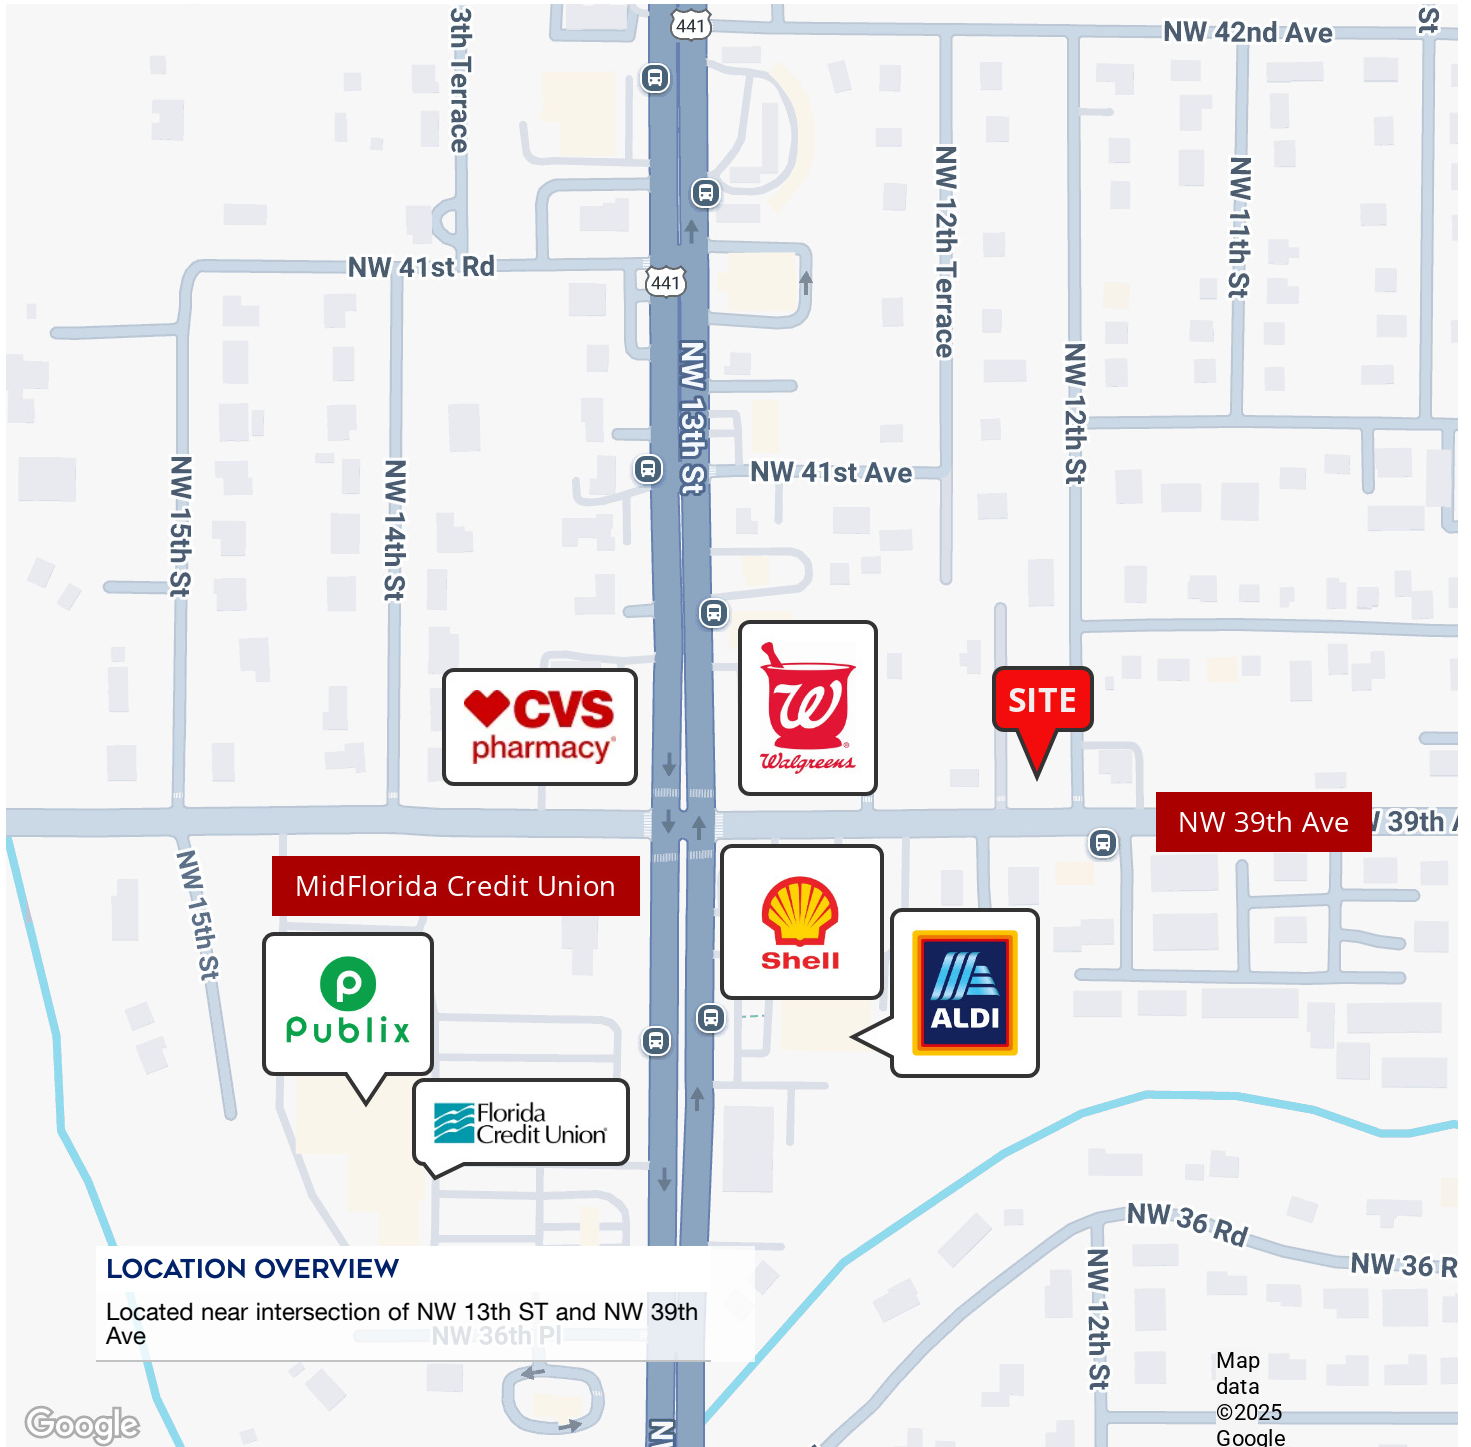 3th Terrace
441
NW 42nd Ave
St
NW 12th Terrace
NW 11th St
NW 41st Rd
441
NW 13th St
NW 12th St
NW 41st Ave
NW 15th St
NW 14th St
CVS
pharmacy
W
Walgreens
SITE
NW 39th Ave
39th A
NW 15th St
MidFlorida Credit Union
Shell
ALDI
P
Publix
Florida
Credit Union
NW 36 Rd
NW 36 R
NW 12th St
LOCATION OVERVIEW
Located near intersection of NW 13th ST and NW 39th
Ave
NW 36th Pl
Map
data
©2025
Google
Google